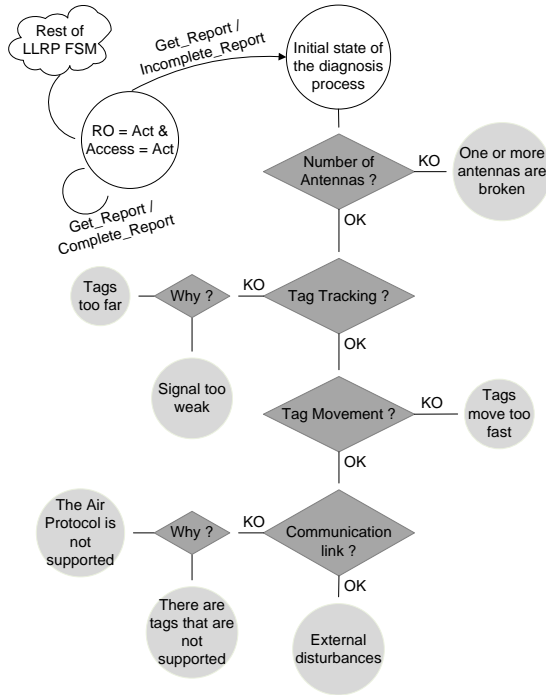 Rest of
LLRP FSM
Get_Report /
Incomplete_Report
Initial state of
the diagnosis
process
RO = Act &
Access = Act
Get_Report /
Complete_Report
Number of
Antennas ?
KO
One or more
antennas are
broken
OK
Tags
too far
Why ?
KO
Tag Tracking ?
OK
Signal too
weak
Tag Movement ?
KO
Tags
move too
fast
OK
The Air
Protocol is
not
supported
Why ?
KO
Communication
link ?
OK
There are
tags that are
not
supported
External
disturbances